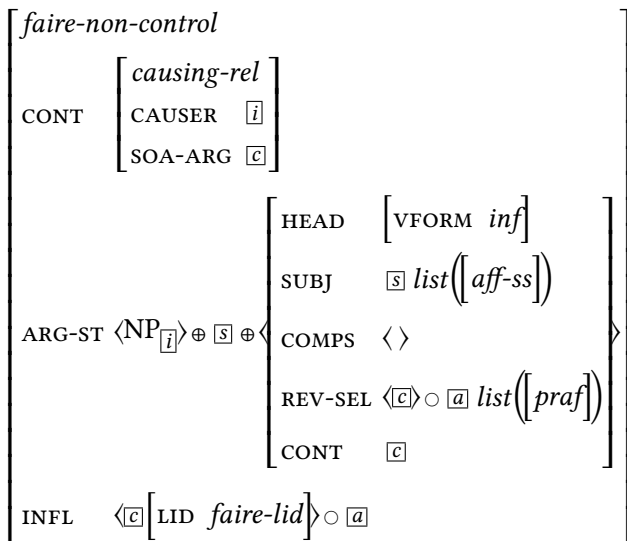 faire-non-control
CONT [causing-rel
CAUSER [i]
SOA-ARG [c]]
HEAD [VFORM inf]
SUBJ [s] list([aff-ss])
ARG-ST ⟨NP[i]⟩ ⊕ [s] ⊕ ⟨ COMPS ⟨ ⟩ ⟩
REV-SEL ⟨[c]⟩ ○ [a] list([praf])
CONT [c]
INFL ⟨[c][LID faire-lid]⟩ ○ [a]